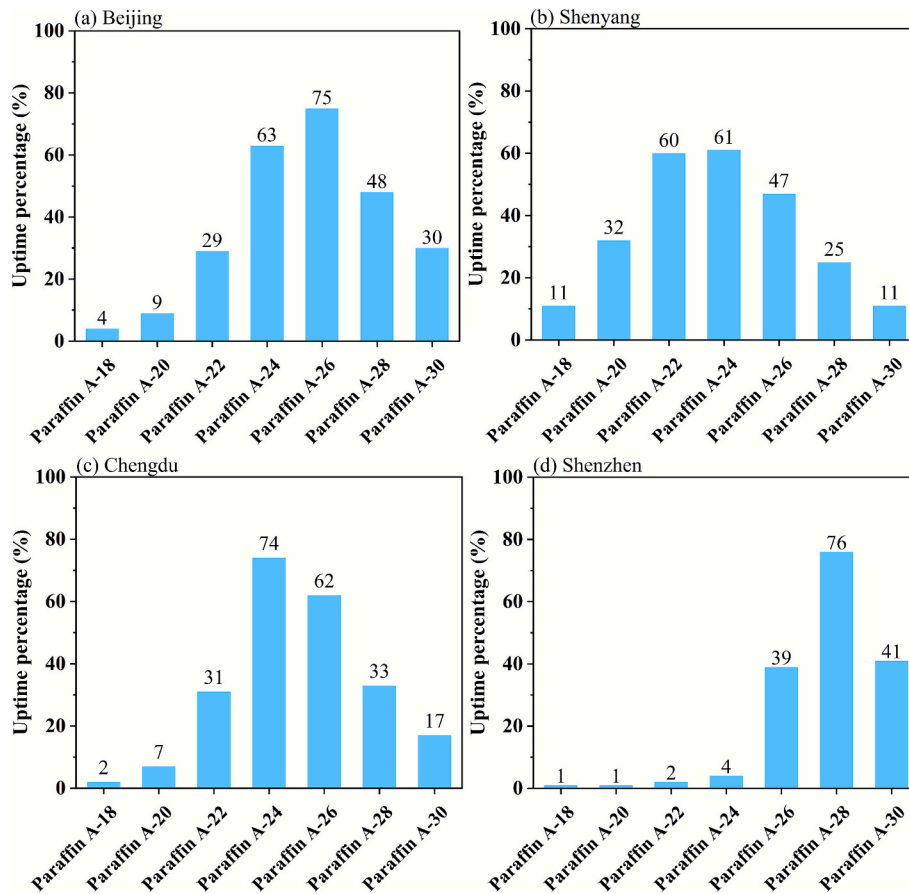 (a) Beijing
Uptime percentage (%)
100
80
60
40
20
0
4
9
29
63
75
48
30
Paraffin A-18
Paraffin A-20
Paraffin A-22
Paraffin A-24
Paraffin A-26
Paraffin A-28
Paraffin A-30
(b) Shenyang
Uptime percentage (%)
100
80
60
40
20
0
11
32
60
61
47
25
11
Paraffin A-18
Paraffin A-20
Paraffin A-22
Paraffin A-24
Paraffin A-26
Paraffin A-28
Paraffin A-30
(c) Chengdu
Uptime percentage (%)
100
80
60
40
20
0
2
7
31
74
62
33
17
Paraffin A-18
Paraffin A-20
Paraffin A-22
Paraffin A-24
Paraffin A-26
Paraffin A-28
Paraffin A-30
(d) Shenzhen
Uptime percentage (%)
100
80
60
40
20
0
1
1
2
4
39
76
41
Paraffin A-18
Paraffin A-20
Paraffin A-22
Paraffin A-24
Paraffin A-26
Paraffin A-28
Paraffin A-30